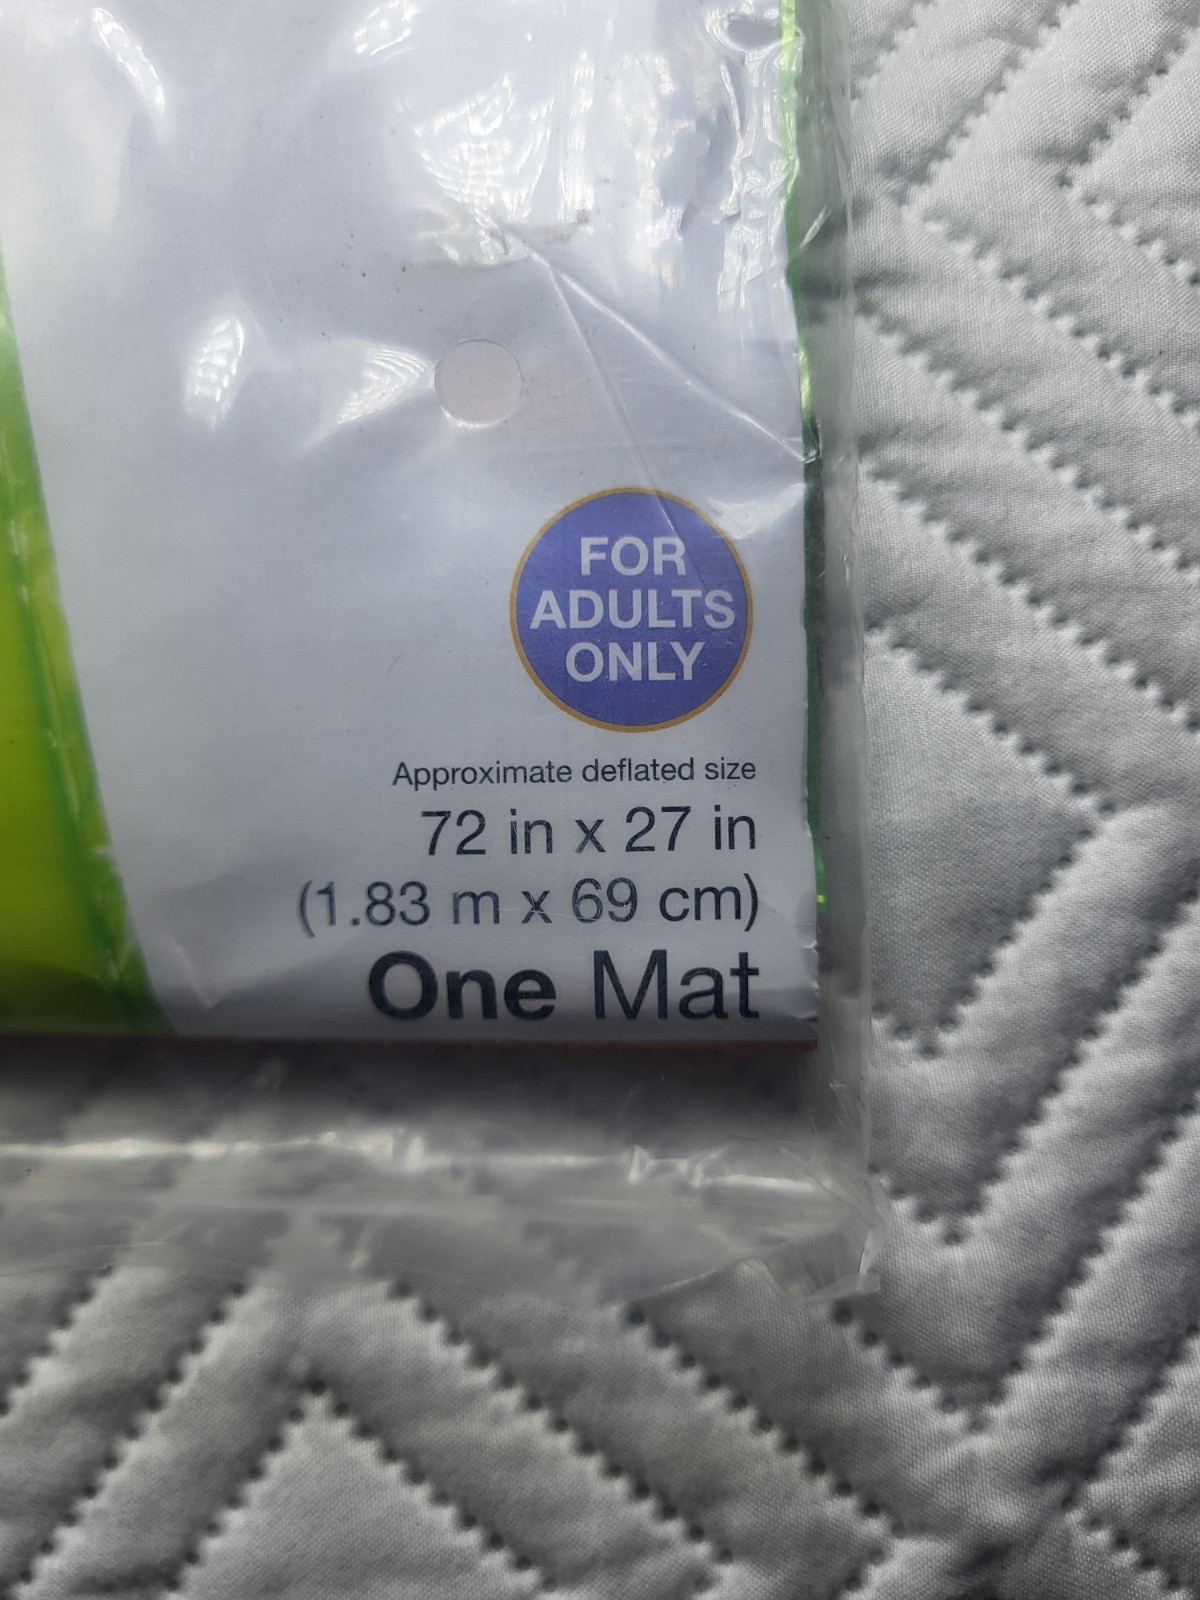 FOR
ADULTS
ONLY
Approximate deflated size
72 in x 27 in
(1.83 m x 69 cm)
One Mat